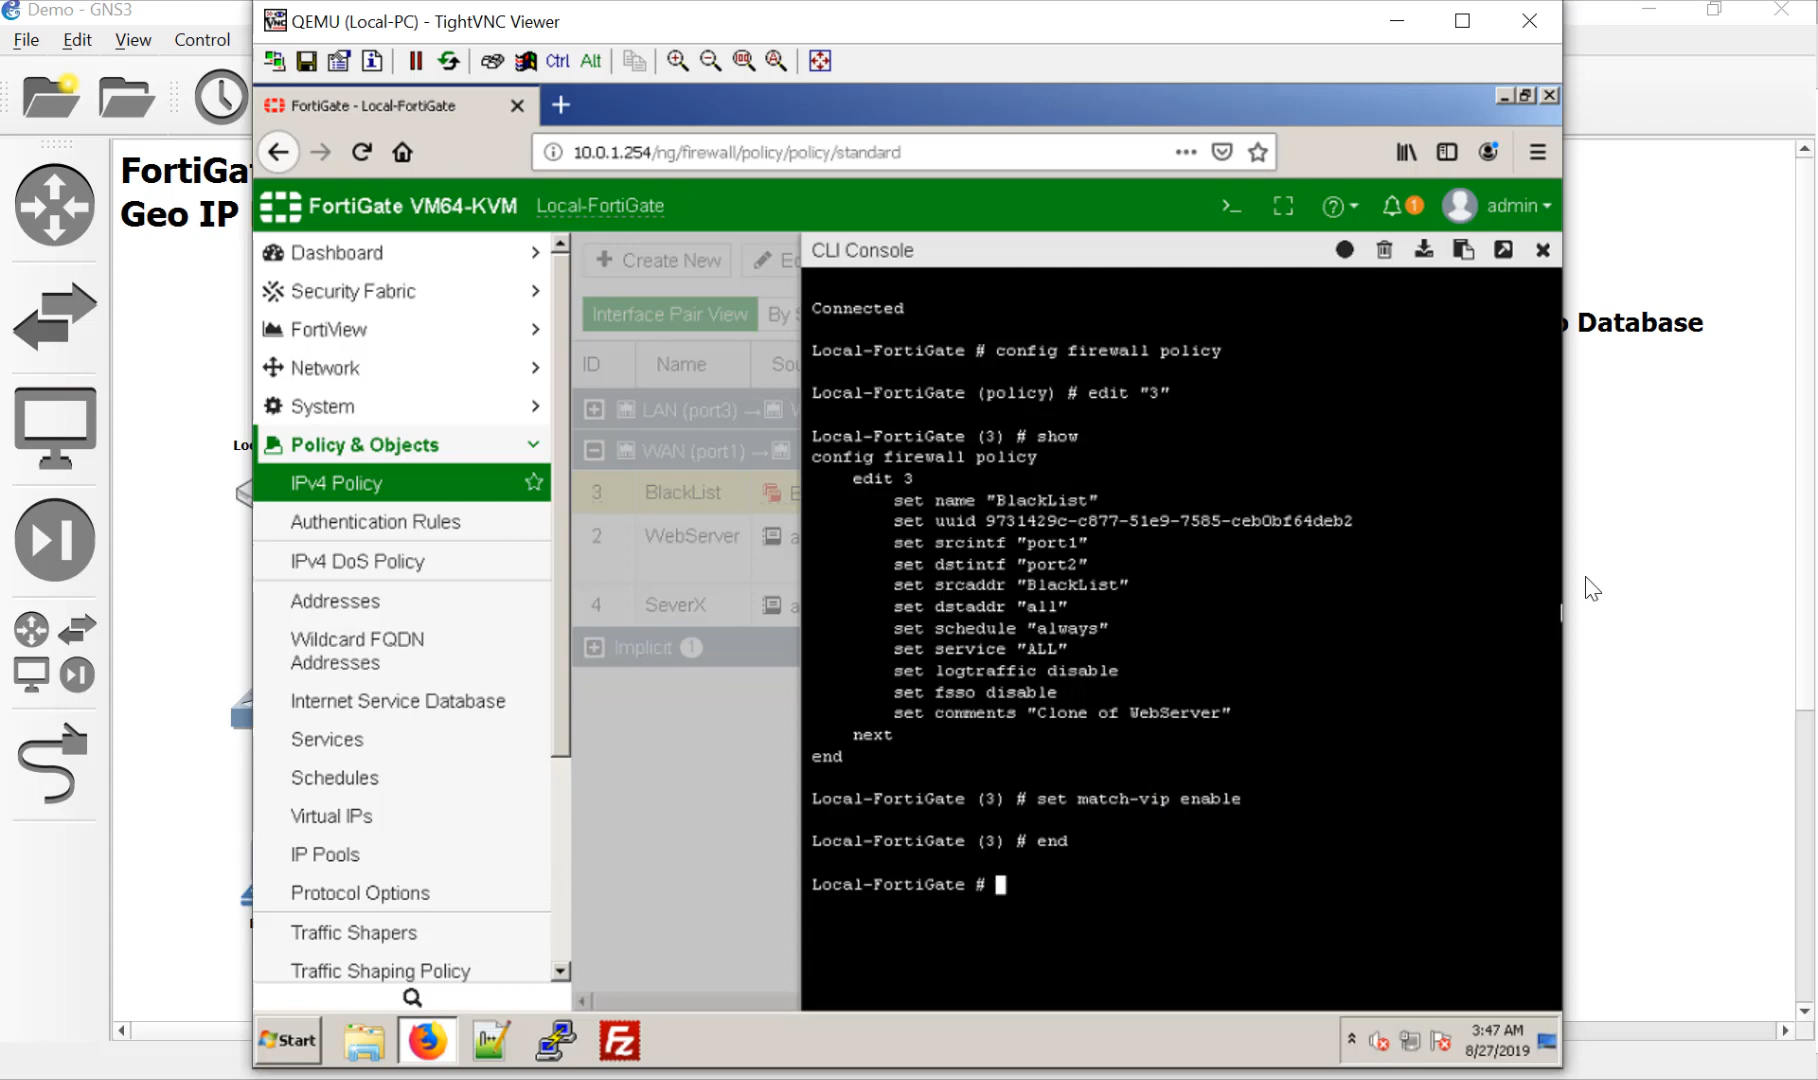 Demo - GNS3
File Edit View Control
FortiGa
Geo IP
Database
QEMU (Local-PC) - TightVNC Viewer
Ctrl Alt
FortiGate - Local-FortiGate
10.0.1.254/ng/firewall/policy/policy/standard
FortiGate VM64-KVM Local-FortiGate
1 admin
Dashboard
Security Fabric
FortiView
Network
System
Policy & Objects
IPv4 Policy
Authentication Rules
IPv4 DoS Policy
Addresses
Wildcard FQDN
Addresses
Internet Service Database
Services
Schedules
Virtual IPs
IP Pools
Protocol Options
Traffic Shapers
Traffic Shaping Policy
Create New Ed
Interface Pair View By S
ID Name Sou
LAN (port3) → W
WAN (port1) →
3 BlackList B
2 WebServer a
4 SeverX a
Implicit 1
CLI Console
Connected
Local-FortiGate # config firewall policy
Local-FortiGate (policy) # edit "3"
Local-FortiGate (3) # show
config firewall policy
edit 3
set name "BlackList"
set uuid 9731429c-c877-51e9-7585-ceb0bf64deb2
set srcintf "port1"
set dstintf "port2"
set srcaddr "BlackList"
set dstaddr "all"
set schedule "always"
set service "ALL"
set logtraffic disable
set fsso disable
set comments "Clone of WebServer"
next
end
Local-FortiGate (3) # set match-vip enable
Local-FortiGate (3) # end
Local-FortiGate #
Loc
Start
3:47 AM
8/27/2019